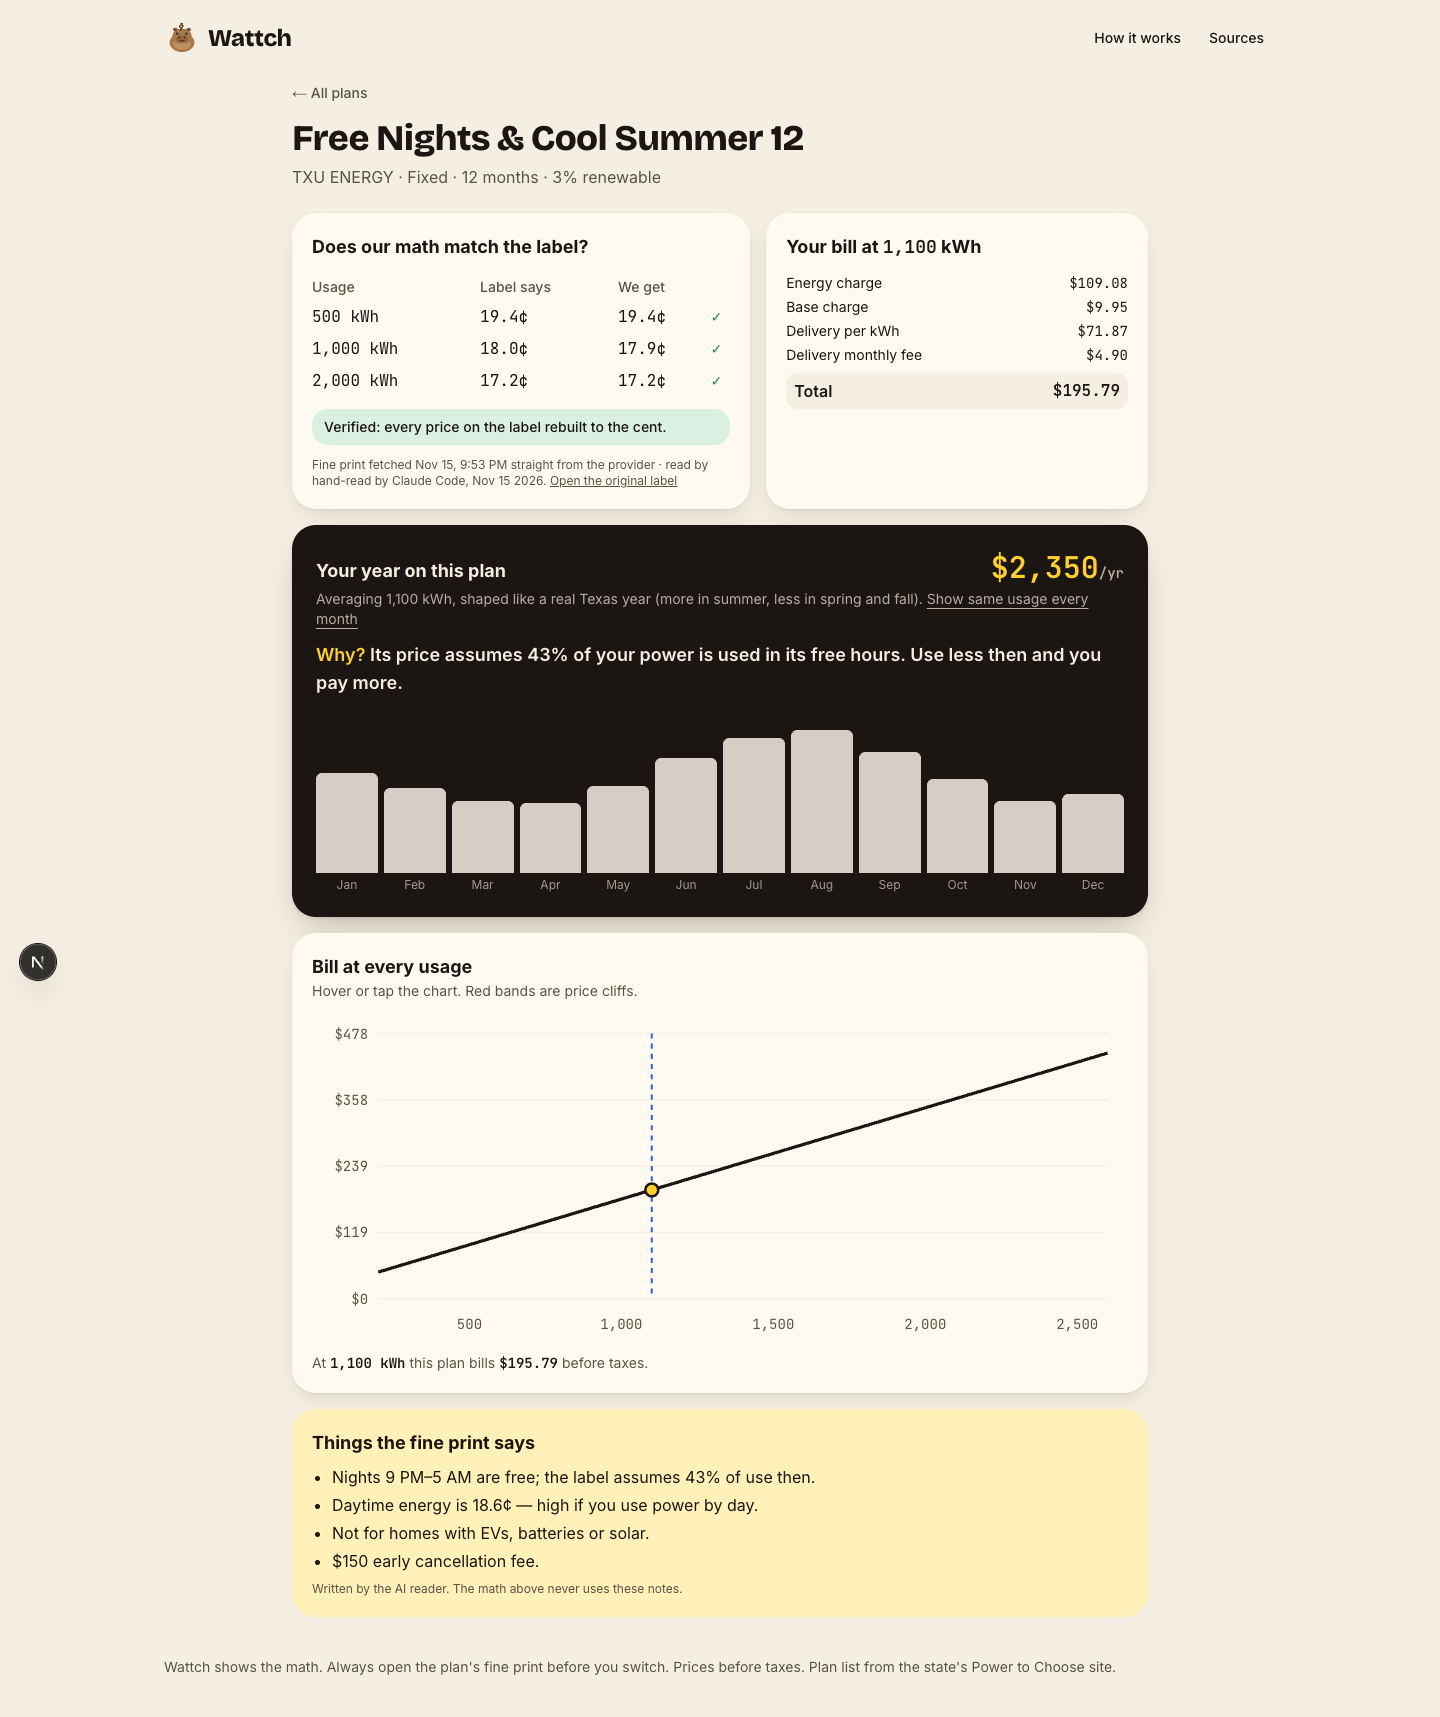 Wattch
How it works
Sources
← All plans
Free Nights & Cool Summer 12
TXU ENERGY · Fixed · 12 months · 3% renewable
Does our math match the label?
Usage Label says We get
500 kWh 19.4¢ 19.4¢ ✓
1,000 kWh 18.0¢ 17.9¢ ✓
2,000 kWh 17.2¢ 17.2¢ ✓
Verified: every price on the label rebuilt to the cent.
Fine print fetched Nov 15, 9:53 PM straight from the provider · read by
hand-read by Claude Code, Nov 15 2026. Open the original label
Your bill at 1,100 kWh
Energy charge $109.08
Base charge $9.95
Delivery per kWh $71.87
Delivery monthly fee $4.90
Total $195.79
Your year on this plan
$2,350/yr
Averaging 1,100 kWh, shaped like a real Texas year (more in summer, less in spring and fall). Show same usage every
month
Why? Its price assumes 43% of your power is used in its free hours. Use less then and you
pay more.
Jan Feb Mar Apr May Jun Jul Aug Sep Oct Nov Dec
N
Bill at every usage
Hover or tap the chart. Red bands are price cliffs.
$478
$358
$239
$119
$0
500 1,000 1,500 2,000 2,500
At 1,100 kWh this plan bills $195.79 before taxes.
Things the fine print says
• Nights 9 PM–5 AM are free; the label assumes 43% of use then.
• Daytime energy is 18.6¢ — high if you use power by day.
• Not for homes with EVs, batteries or solar.
• $150 early cancellation fee.
Written by the AI reader. The math above never uses these notes.
Wattch shows the math. Always open the plan's fine print before you switch. Prices before taxes. Plan list from the state's Power to Choose site.